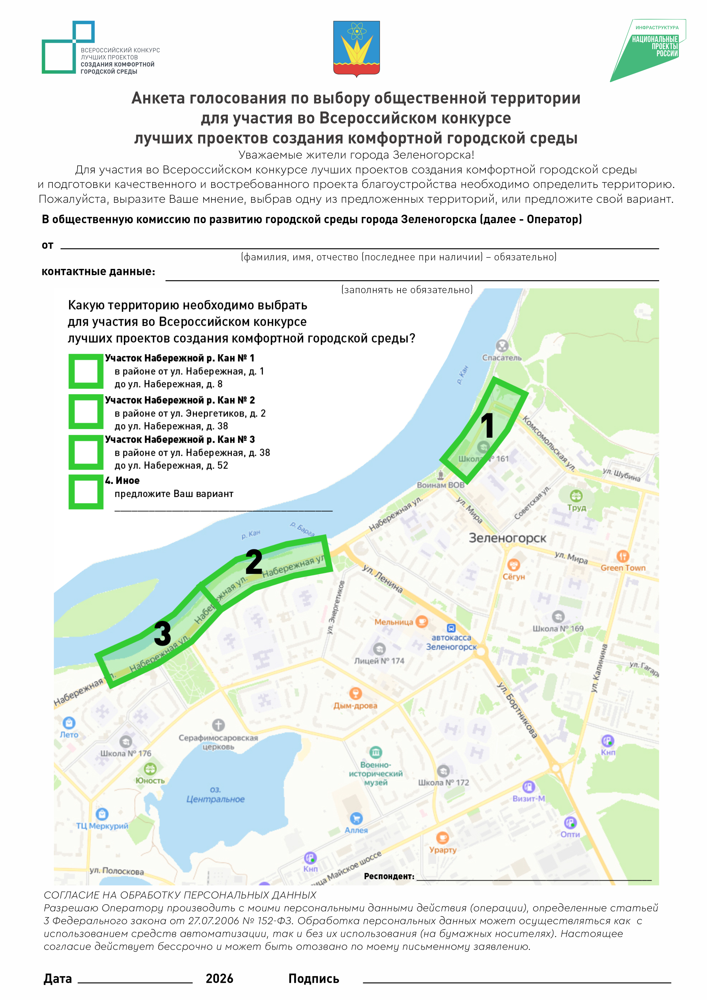 ВСЕРОССИЙСКИЙ КОНКУРС
ЛУЧШИХ ПРОЕКТОВ
СОЗДАНИЯ КОМФОРТНОЙ
ГОРОДСКОЙ СРЕДЫ
ИНФРАСТРУКТУРА
НАЦИОНАЛЬНЫЕ
ПРОЕКТЫ
РОССИИ
Анкета голосования по выбору общественной территории
для участия во Всероссийском конкурсе
лучших проектов создания комфортной городской среды
Уважаемые жители города Зеленогорска!
Для участия во Всероссийском конкурсе лучших проектов создания комфортной городской среды
и подготовки качественного и востребованного проекта благоустройства необходимо определить территорию.
Пожалуйста, выразите Ваше мнение, выбрав одну из предложенных территорий, или предложите свой вариант.
В общественную комиссию по развитию городской среды города Зеленогорска (далее - Оператор)
от
(фамилия, имя, отчество (последнее при наличии) – обязательно)
контактные данные:
(заполнять не обязательно)
Какую территорию необходимо выбрать
для участия во Всероссийском конкурсе
лучших проектов создания комфортной городской среды?
Участок Набережной р. Кан № 1
в районе от ул. Набережная, д. 1
до ул. Набережная, д. 8
Участок Набережной р. Кан № 2
в районе от ул. Энергетиков, д. 2
до ул. Набережная, д. 38
Участок Набережной р. Кан № 3
в районе от ул. Набережная, д. 38
до ул. Набережная, д. 52
4. Иное
предложите Ваш вариант
Спасатель
р. Кан
1
Комсомольская ул.
Школа № 161
ул. Шубина
Воинам ВОВ
Набережная ул.
ул. Мира
Советская ул.
Труд
р. Кан
р. Барга
Зеленогорск
ул. Мира
Green Town
Сёгун
2
Набережная ул.
Набережная ул.
ул. Ленина
ул. Энергетиков
Набережная ул.
Мельница
автокасса
Зеленогорск
Школа № 169
3
Набережная ул.
Лицей № 174
ул. Калинина
ул. Гагар
Набережная ул.
Дым-дрова
ул. Бортникова
Лето
Серафимосаровская
церковь
Школа № 176
Кнп
Военно-
исторический
музей
Юность
Школа № 172
оз.
Центральное
Визит-М
ТЦ Меркурий
Аллея
Опти
Урарту
Кнп
ица Майское шоссе
ул. Полоскова
Респондент:
СОГЛАСИЕ НА ОБРАБОТКУ ПЕРСОНАЛЬНЫХ ДАННЫХ
Разрешаю Оператору производить с моими персональными данными действия (операции), определенные статьей
3 Федерального закона от 27.07.2006 № 152-ФЗ. Обработка персональных данных может осуществляться как с
использованием средств автоматизации, так и без их использования (на бумажных носителях). Настоящее
согласие действует бессрочно и может быть отозвано по моему письменному заявлению.
Дата 2026 Подпись